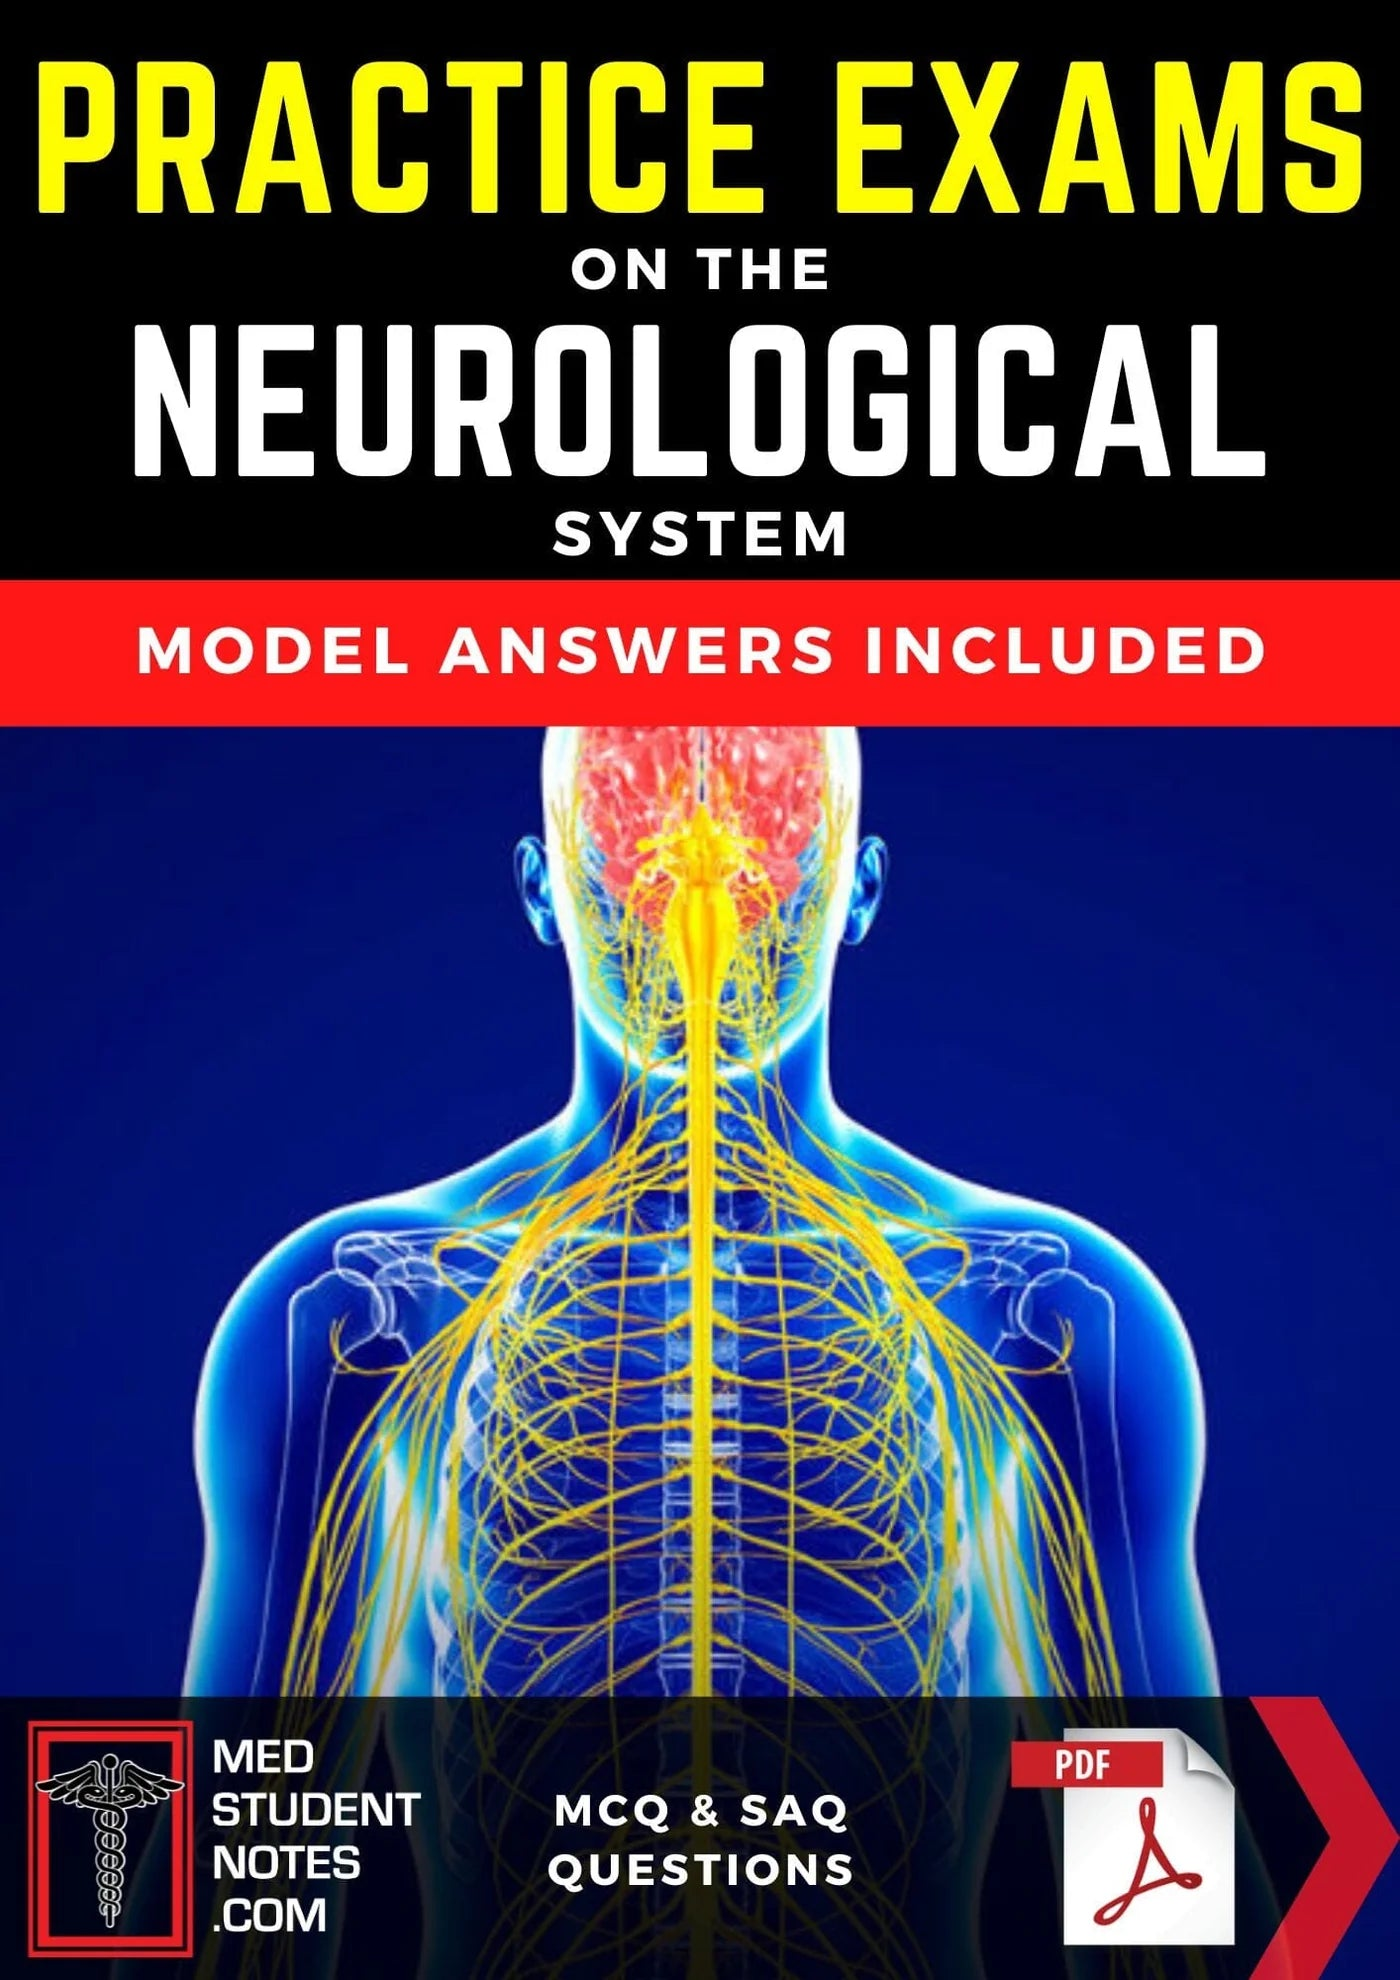 PRACTICE EXAMS
ON THE
NEUROLOGICAL
SYSTEM
MODEL ANSWERS INCLUDED
MED
STUDENT
NOTES
.COM
MCQ & SAQ
QUESTIONS
PDF